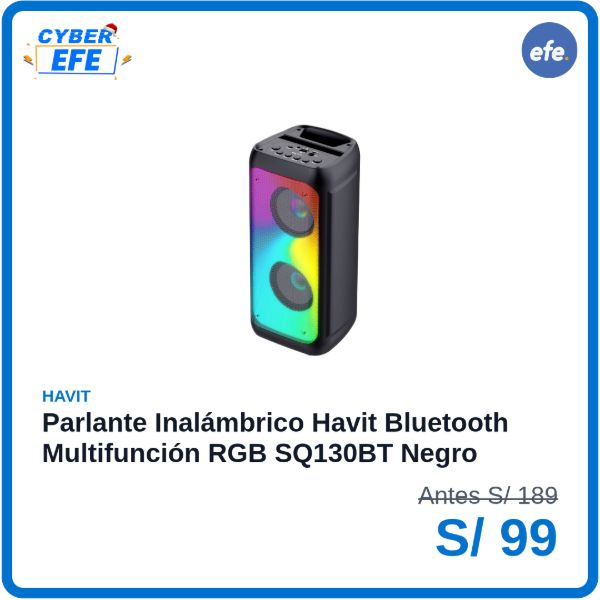 CYBER
EFE
efe.
HAVIT
Parlante Inalámbrico Havit Bluetooth
Multifunción RGB SQ130BT Negro
Antes S/ 189
S/ 99